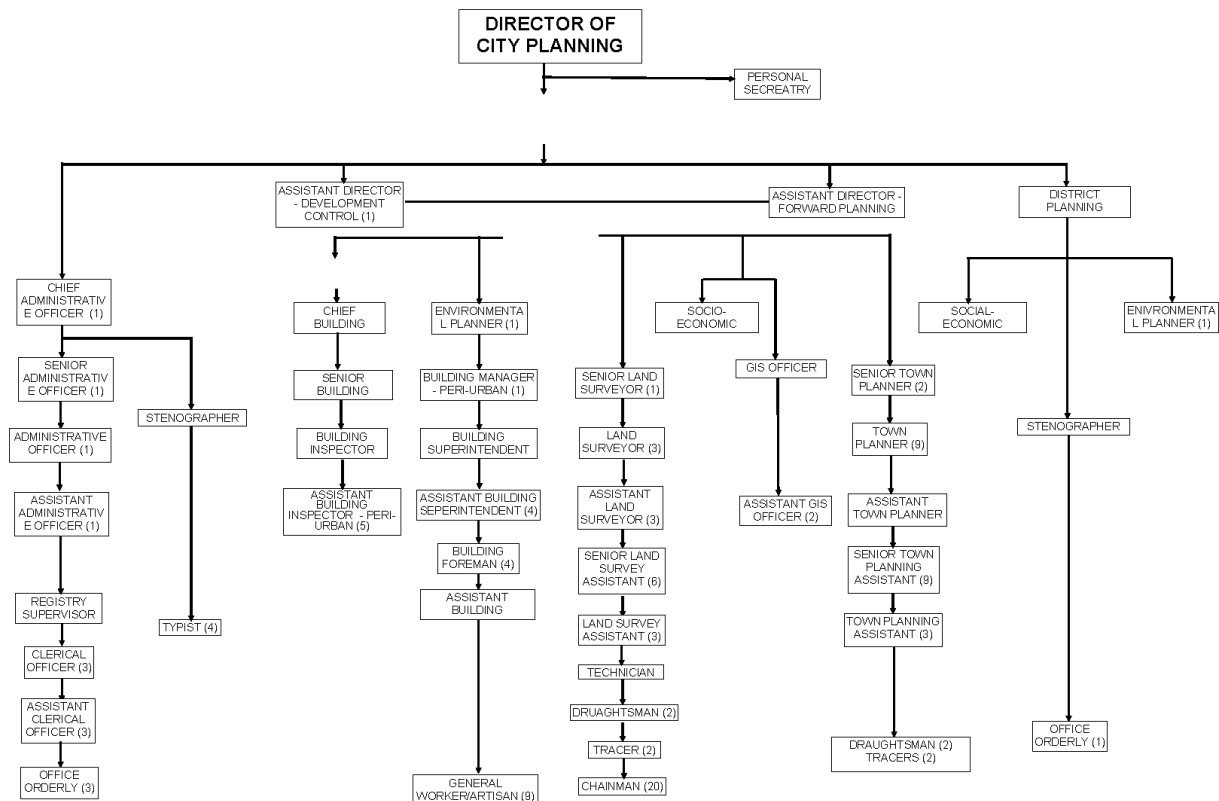 DIRECTOR OF
CITY PLANNING
PERSONAL
SECREATRY
ASSISTANT DIRECTOR
- DEVELOPMENT
CONTROL (1)
ASSISTANT DIRECTOR -
FORWARD PLANNING
DISTRICT
PLANNING
CHIEF
ADMINISTRATIV
E OFFICER (1)
SENIOR
ADMINISTRATIV
E OFFICER (1)
ADMINISTRATIVE
OFFICER (1)
ASSISTANT
ADMINISTRATIV
E OFFICER (1)
REGISTRY
SUPERVISOR
CLERICAL
OFFICER (3)
ASSISTANT
CLERICAL
OFFICER (3)
OFFICE
ORDERLY (3)
STENOGRAPHER
TYPIST (4)
CHIEF
BUILDING
SENIOR
BUILDING
BUILDING
INSPECTOR
ASSISTANT
BUILDING
INSPECTOR - PERI-
URBAN (5)
ENVIRONMENTA
L PLANNER (1)
BUILDING MANAGER
- PERI-URBAN (1)
BUILDING
SUPERINTENDENT
ASSISTANT BUILDING
SEPERINTENDENT (4)
BUILDING
FOREMAN (4)
ASSISTANT
BUILDING
GENERAL
WORKER/ARTISAN (9)
SENIOR LAND
SURVEYOR (1)
LAND
SURVEYOR (3)
ASSISTANT
LAND
SURVEYOR (3)
SENIOR LAND
SURVEY
ASSISTANT (6)
LAND SURVEY
ASSISTANT (3)
TECHNICIAN
DRUAGHTSMAN (2)
TRACER (2)
CHAINMAN (20)
SOCIO-
ECONOMIC
GIS OFFICER
ASSISTANT GIS
OFFICER (2)
SENIOR TOWN
PLANNER (2)
TOWN
PLANNER (9)
ASSISTANT
TOWN PLANNER
SENIOR TOWN
PLANNING
ASSISTANT (9)
TOWN PLANNING
ASSISTANT (3)
DRAUGHTSMAN (2)
TRACERS (2)
SOCIAL-
ECONOMIC
ENIVRONMENTA
L PLANNER (1)
STENOGRAPHER
OFFICE
ORDERLY (1)